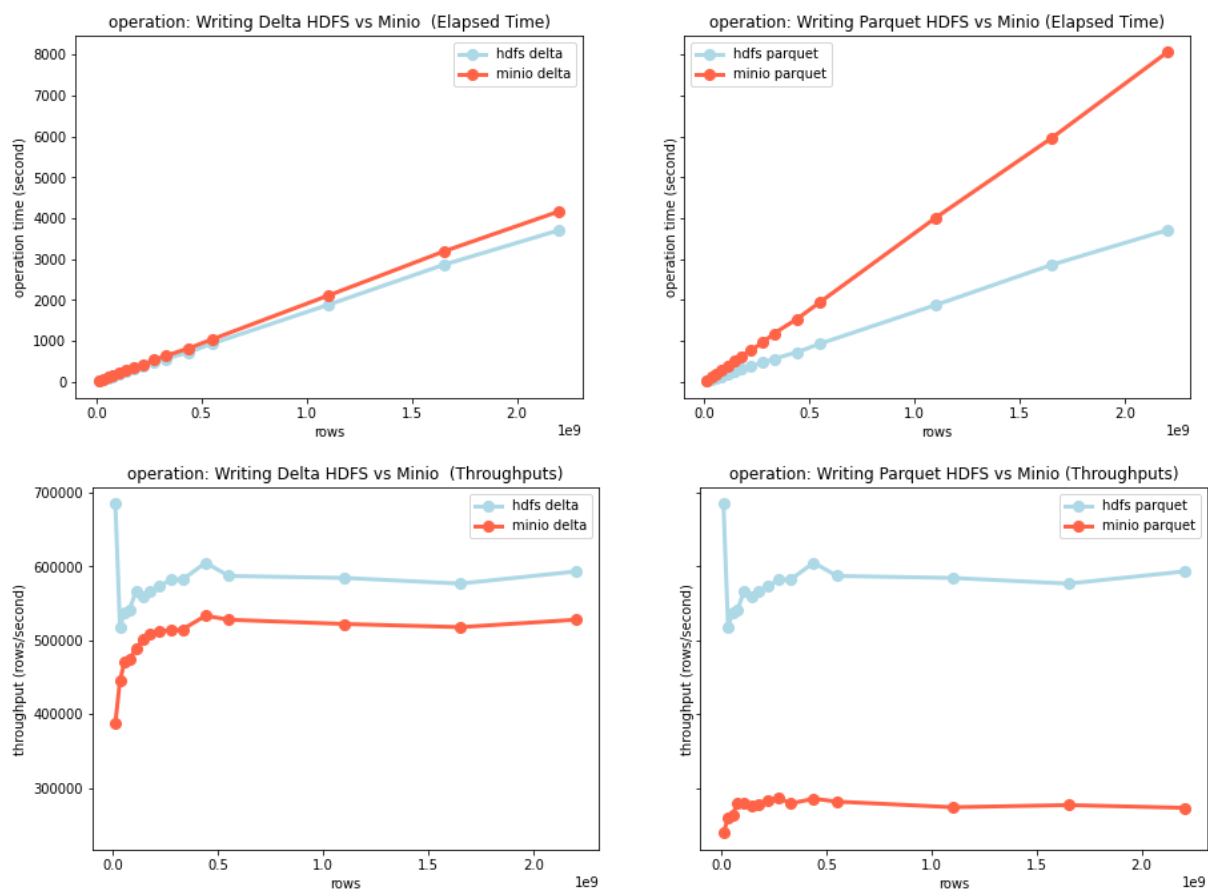 operation: Writing Delta HDFS vs Minio  (Elapsed Time)
hdfs delta
minio delta
operation time (second)
8000
7000
6000
5000
4000
3000
2000
1000
0
0.0 0.5 1.0 1.5 2.0
1e9
rows
operation: Writing Parquet HDFS vs Minio (Elapsed Time)
hdfs parquet
minio parquet
operation time (second)
0.0 0.5 1.0 1.5 2.0
1e9
rows
operation: Writing Delta HDFS vs Minio  (Throughputs)
hdfs delta
minio delta
throughput (rows/second)
700000
600000
500000
400000
300000
0.0 0.5 1.0 1.5 2.0
1e9
rows
operation: Writing Parquet HDFS vs Minio (Throughputs)
hdfs parquet
minio parquet
throughput (rows/second)
0.0 0.5 1.0 1.5 2.0
1e9
rows